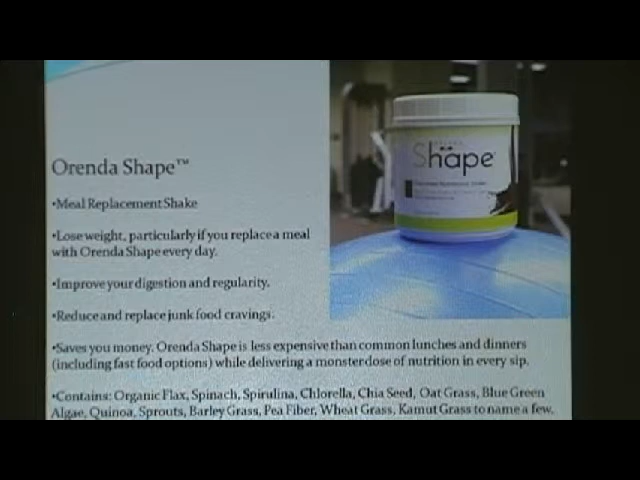 Orenda Shape™
Shape
•Meal Replacement Shake
•Lose weight, particularly if you replace a meal
with Orenda Shape every day.
•Improve your digestion and regularity.
•Reduce and replace junk food cravings.
•Saves you money. Orenda Shape is less expensive than common lunches and dinners
(including fast food options) while delivering a monster dose of nutrition in every sip.
•Contains: Organic Flax, Spinach, Spirulina, Chlorella, Chia Seed, Oat Grass, Blue Green
Algae, Quinoa, Sprouts, Barley Grass, Pea Fiber, Wheat Grass, Kamut Grass to name a few.